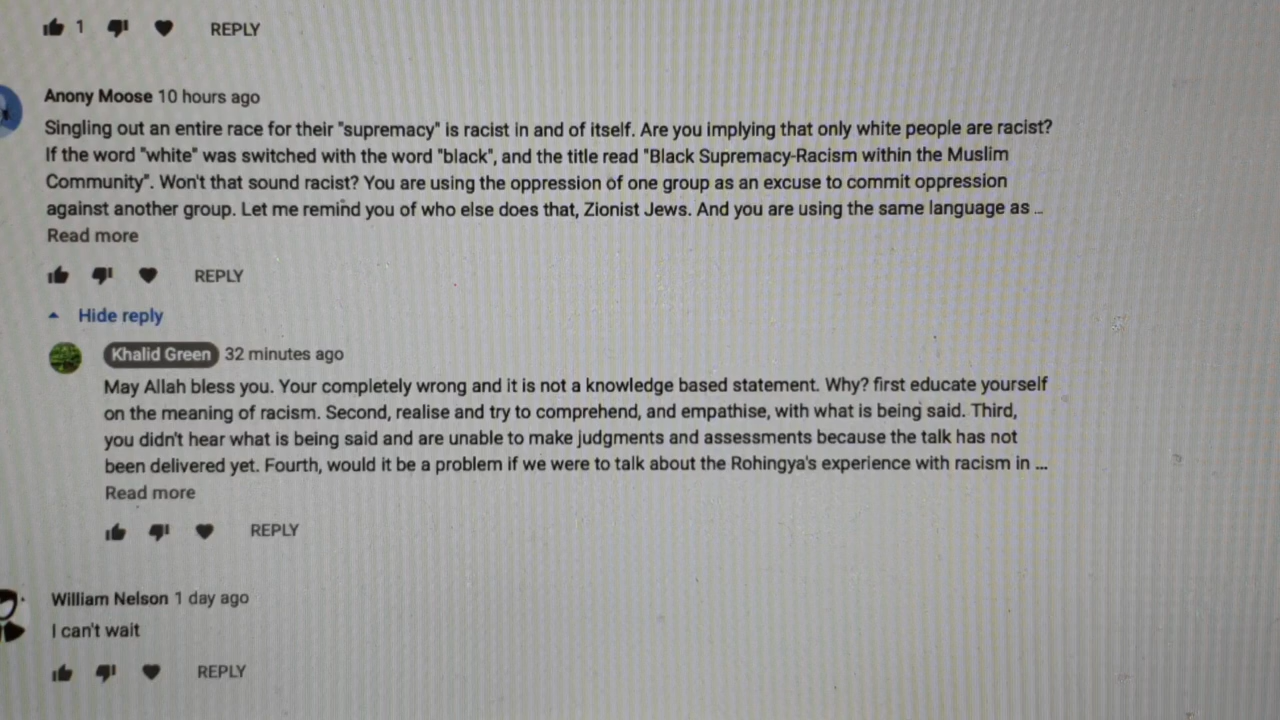 1 REPLY
Anony Moose 10 hours ago
Singling out an entire race for their "supremacy" is racist in and of itself. Are you implying that only white people are racist?
If the word "white" was switched with the word "black", and the title read "Black Supremacy-Racism within the Muslim
Community". Won't that sound racist? You are using the oppression of one group as an excuse to commit oppression
against another group. Let me remind you of who else does that, Zionist Jews. And you are using the same language as ...
Read more
REPLY
Hide reply
Khalid Green 32 minutes ago
May Allah bless you. Your completely wrong and it is not a knowledge based statement. Why? first educate yourself
on the meaning of racism. Second, realise and try to comprehend, and empathise, with what is being said. Third,
you didn't hear what is being said and are unable to make judgments and assessments because the talk has not
been delivered yet. Fourth, would it be a problem if we were to talk about the Rohingya's experience with racism in ...
Read more
REPLY
William Nelson 1 day ago
I can't wait
REPLY